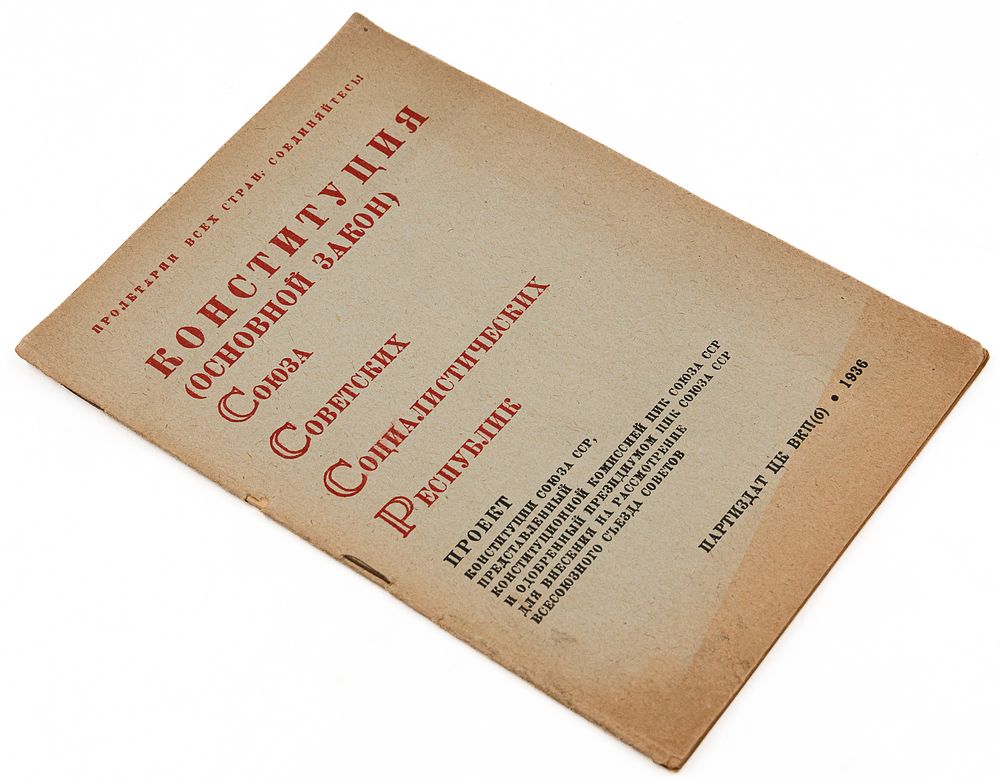 ПРОЛЕТАРИИ ВСЕХ СТРАН, СОЕДИНЯЙТЕСЬ!
КОНСТИТУЦИЯ
(ОСНОВНОЙ ЗАКОН)
СОЮЗА
СОВЕТСКИХ
СОЦИАЛИСТИЧЕСКИХ
РЕСПУБЛИК
ПРОЕКТ
КОНСТИТУЦИИ СОЮЗА ССР,
ПРЕДСТАВЛЕННЫЙ
КОНСТИТУЦИОННОЙ КОМИССИЕЙ ЦИК СОЮЗА ССР
И ОДОБРЕННЫЙ ПРЕЗИДИУМОМ ЦИК СОЮЗА ССР
ДЛЯ ВНЕСЕНИЯ НА РАССМОТРЕНИЕ
ВСЕСОЮЗНОГО СЪЕЗДА СОВЕТОВ
ПАРТИЗДАТ ЦК ВКП(б) • 1936